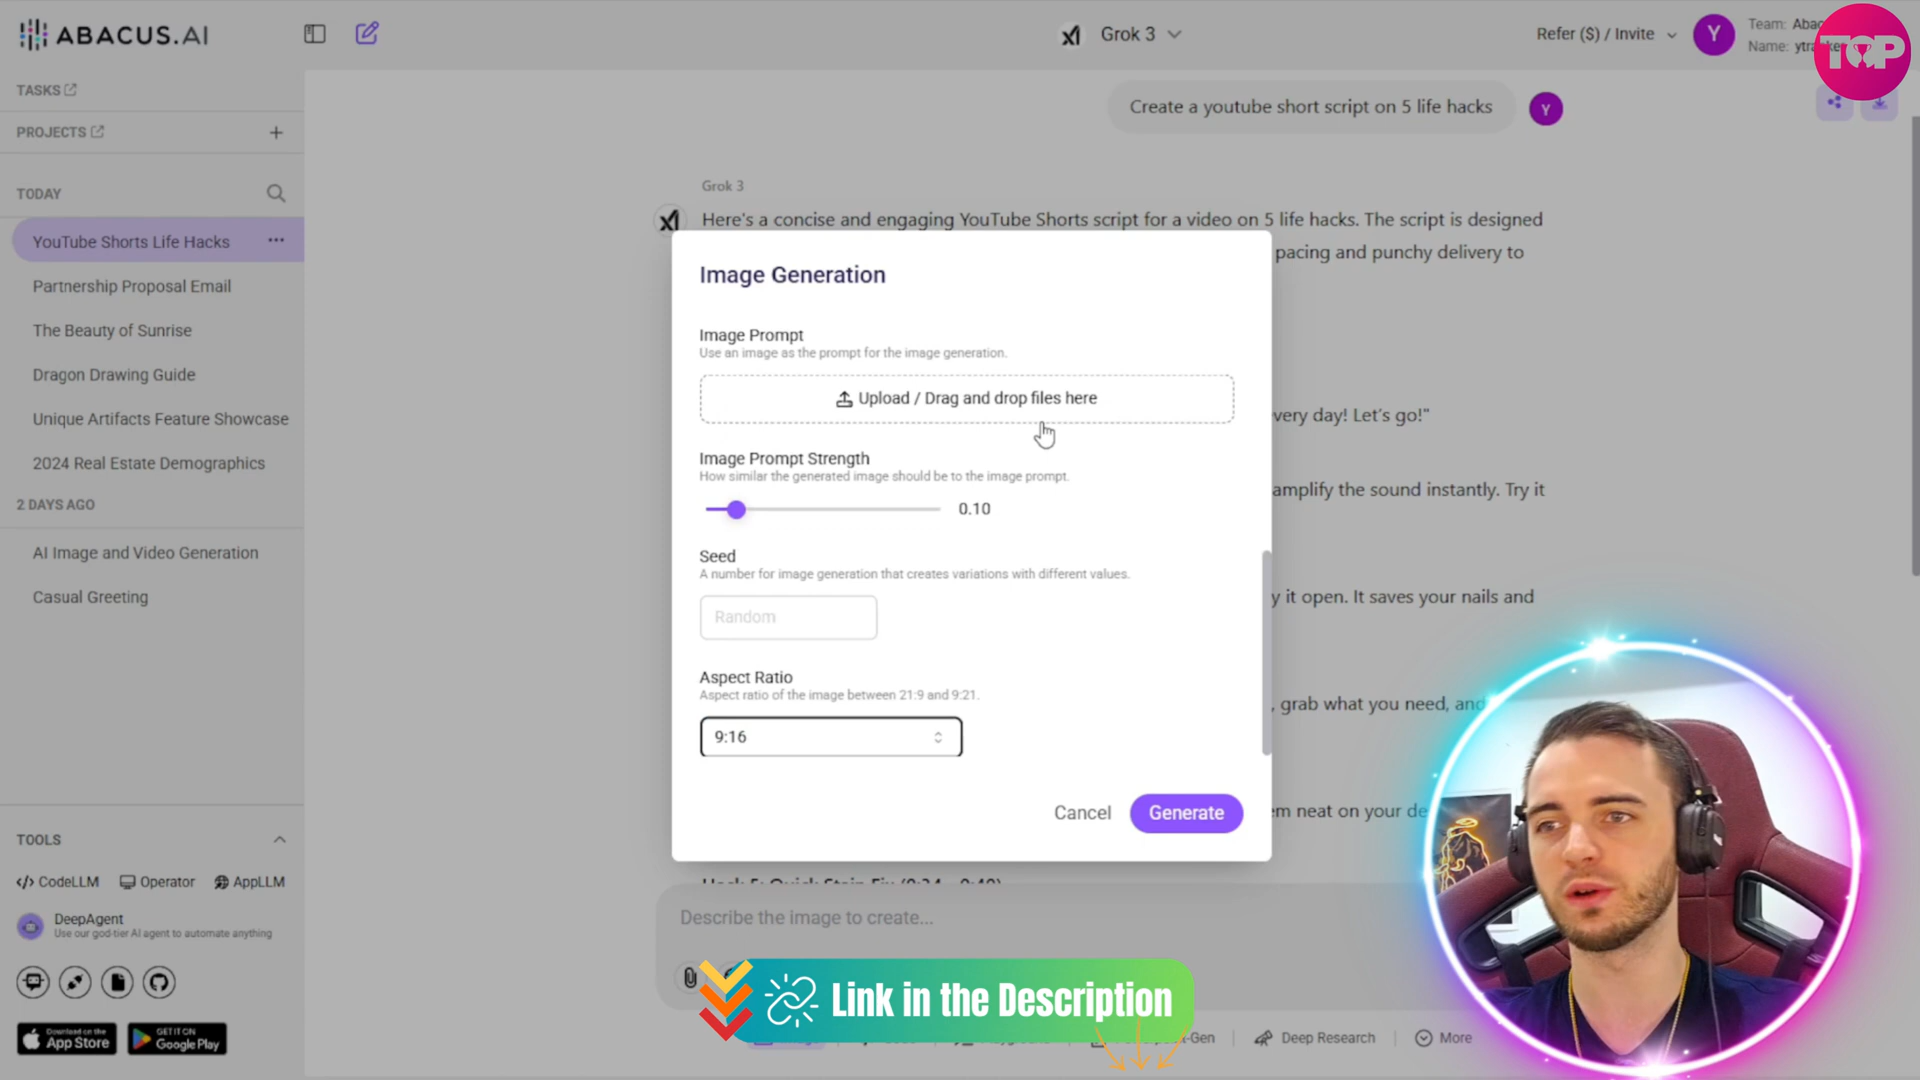 ABACUS.AI
Grok 3
Refer ($) / Invite
Y
Team: Abac
Name:
TOP
TASKS
PROJECTS
TODAY
YouTube Shorts Life Hacks
Partnership Proposal Email
The Beauty of Sunrise
Dragon Drawing Guide
Unique Artifacts Feature Showcase
2024 Real Estate Demographics
2 DAYS AGO
AI Image and Video Generation
Casual Greeting
Create a youtube short script on 5 life hacks
Y
Grok 3
Here's a concise and engaging YouTube Shorts script for a video on 5 life hacks. The script is designed
pacing and punchy delivery to
very day! Let's go!"
amplify the sound instantly. Try it
y it open. It saves your nails and
, grab what you need, and
em neat on your de
Image Generation
Image Prompt
Use an image as the prompt for the image generation.
Upload / Drag and drop files here
Image Prompt Strength
How similar the generated image should be to the image prompt.
0.10
Seed
A number for image generation that creates variations with different values.
Random
Aspect Ratio
Aspect ratio of the image between 21:9 and 9:21.
9:16
Cancel
Generate
Describe the image to create...
Link in the Description
-Gen
Deep Research
More
TOOLS
CodeLLM
Operator
AppLLM
DeepAgent
Use our god-tier AI agent to automate anything
Download on the
App Store
GET IT ON
Google Play